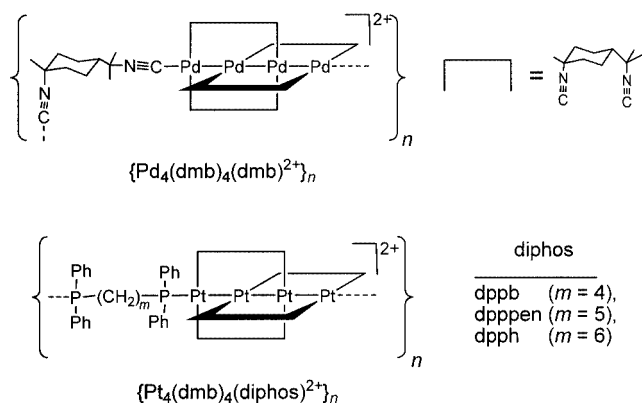 2+
N≡C-Pd-Pd-Pd-Pd
N≡C
n
=
N≡C N≡C
{Pd₄(dmb)₄(dmb)²⁺}ₙ
Ph Ph 2+
P-(CH₂)ₘ-P-Pt-Pt-Pt-Pt
Ph Ph
n
{Pt₄(dmb)₄(diphos)²⁺}ₙ
diphos
dppb (m = 4),
dpppen (m = 5),
dpph (m = 6)